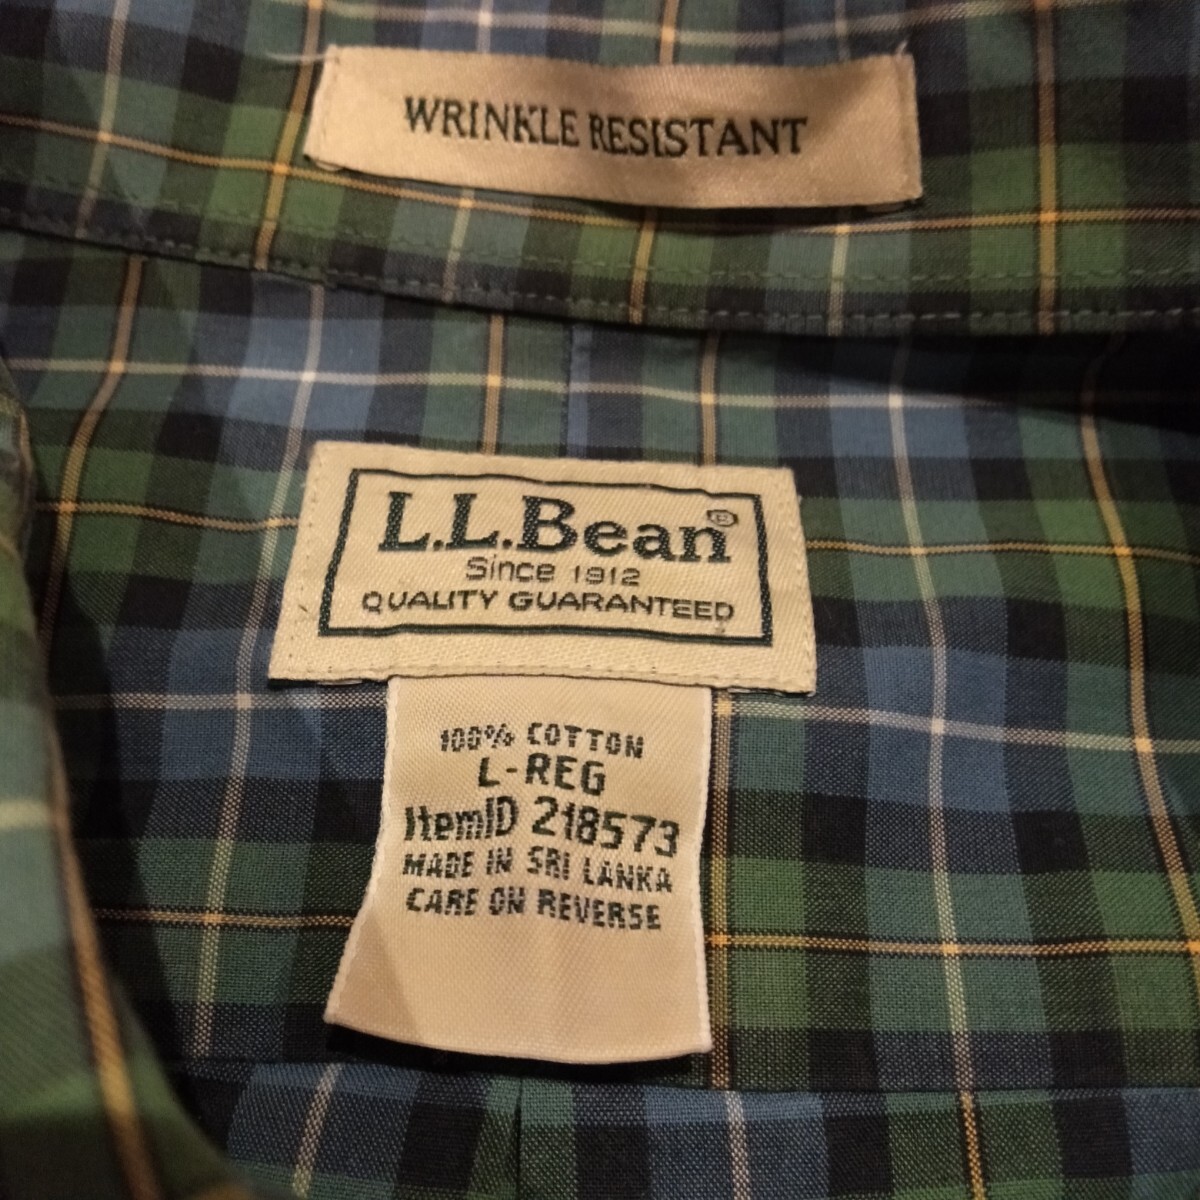 WRINKLE RESISTANT
L.L.Bean®
Since 1912
QUALITY GUARANTEED
100% COTTON
L-REG
ItemID 218573
MADE IN SRI LANKA
CARE ON REVERSE